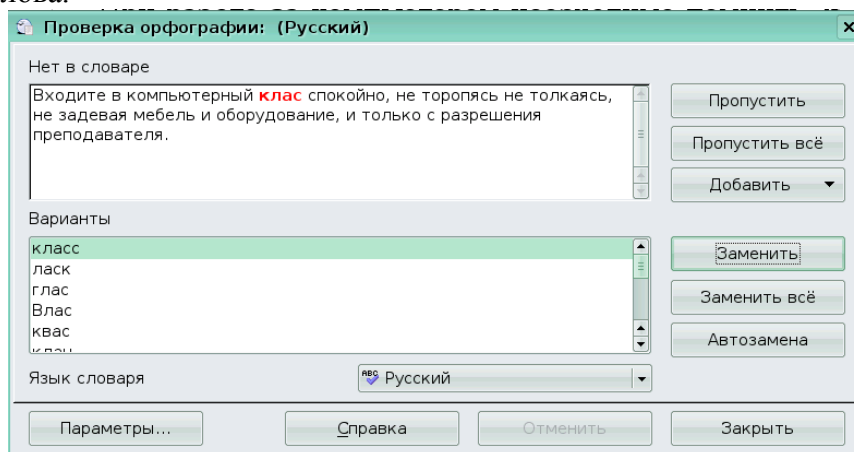 Проверка орфографии: (Русский)
Нет в словаре
Входите в компьютерный клас спокойно, не торопясь не толкаясь,
не задевая мебель и оборудование, и только с разрешения
преподавателя.
Пропустить
Пропустить всё
Добавить
Варианты
класс
ласк
глас
Влас
квас
Заменить
Заменить всё
Автозамена
Язык словаря
ABC Русский
Параметры...
Справка
Отменить
Закрыть